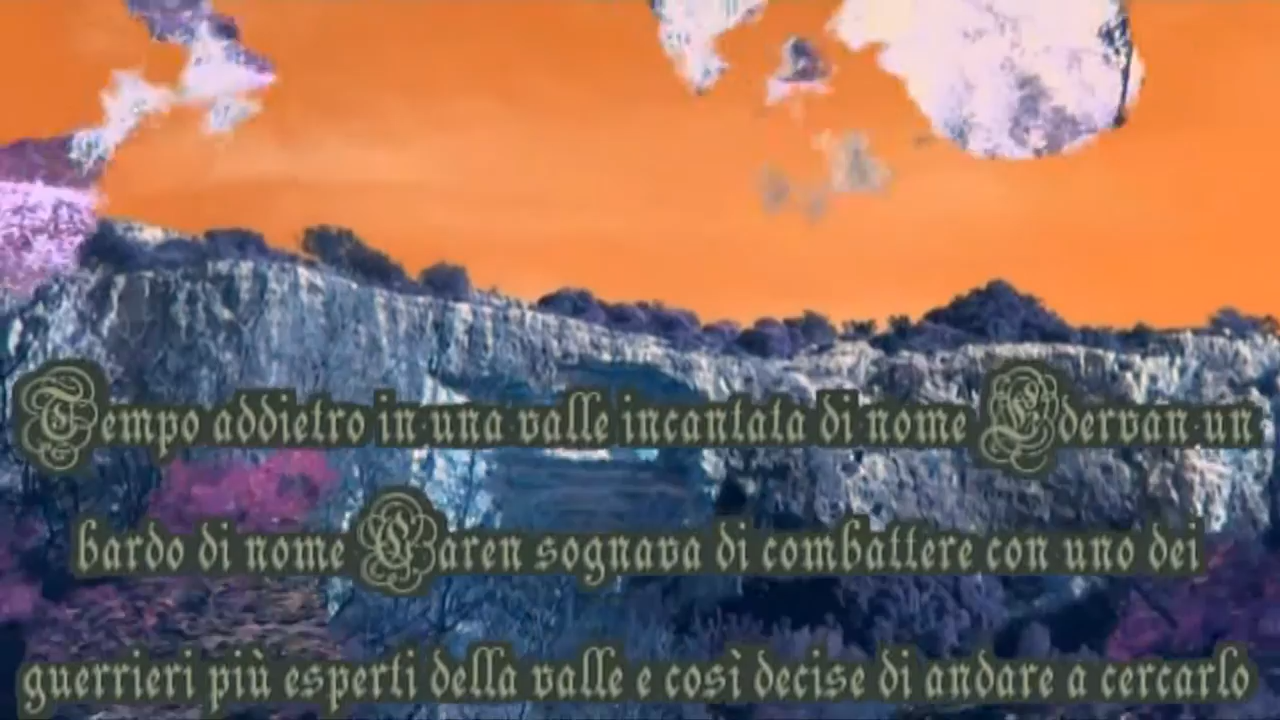 Tempo addietro in una valle incantata di nome Edervan un
bardo di nome Garen sognava di combattere con uno dei
guerrieri più esperti della valle e così decise di andare a cercarlo